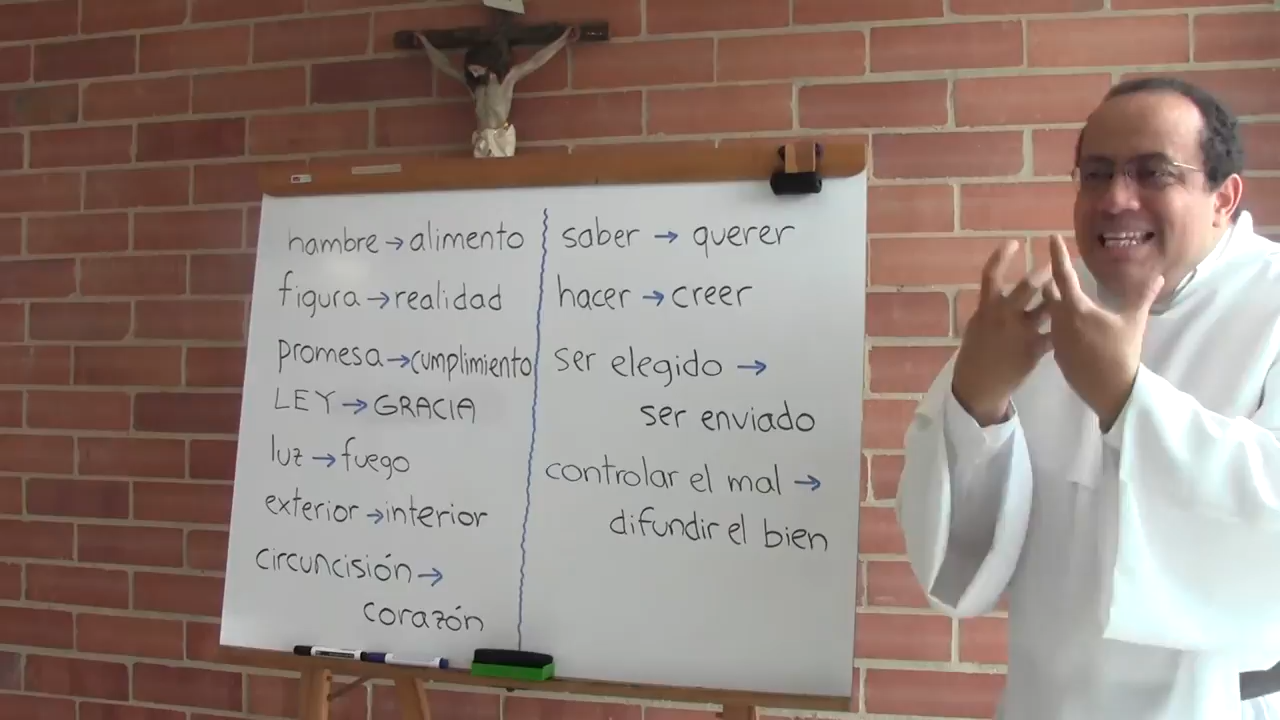 hambre → alimento
figura → realidad
promesa → cumplimiento
LEY → GRACIA
luz → fuego
exterior → interior
circuncisión →
corazón
saber → querer
hacer → creer
ser elegido →
ser enviado
controlar el mal →
difundir el bien